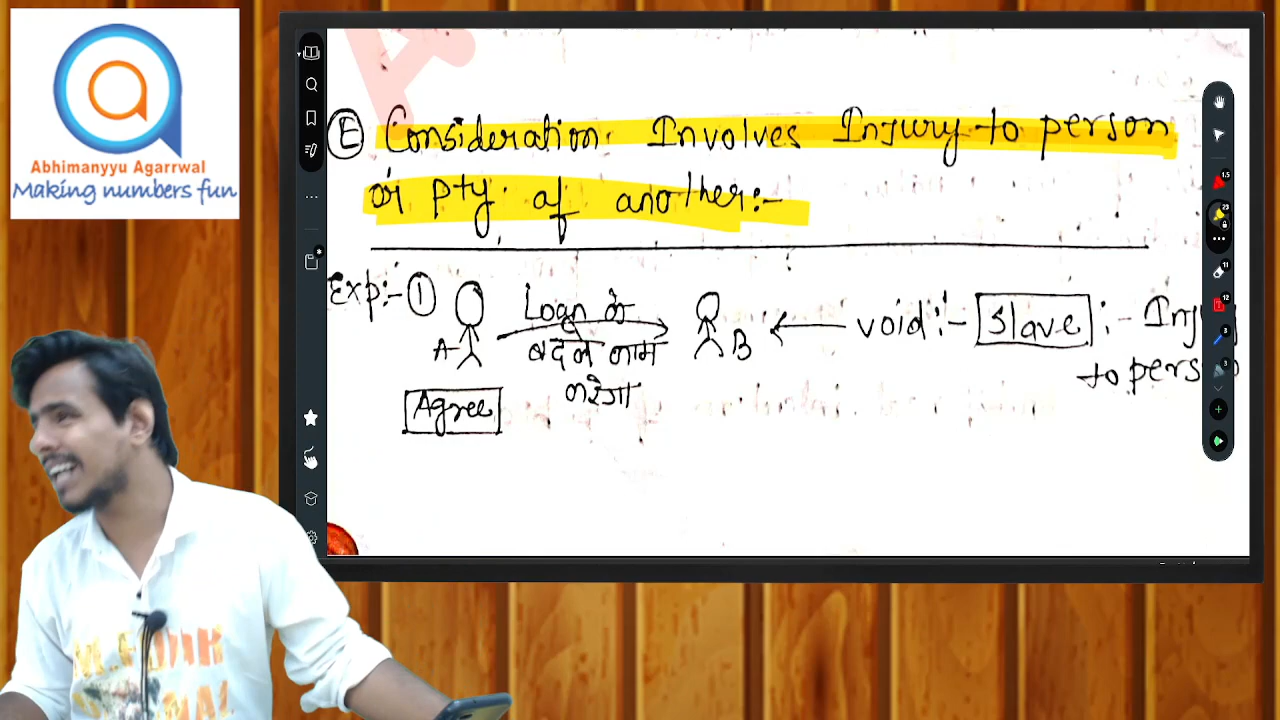 Abhimanyyu Agarrwal
Making numbers fun
Ⓔ Consideration Involves Injury to person
or pty. of another:-
Exp:- ① Loan के void:- Slave :- Inj
A बदले काम B to pers
करेगा
Agree